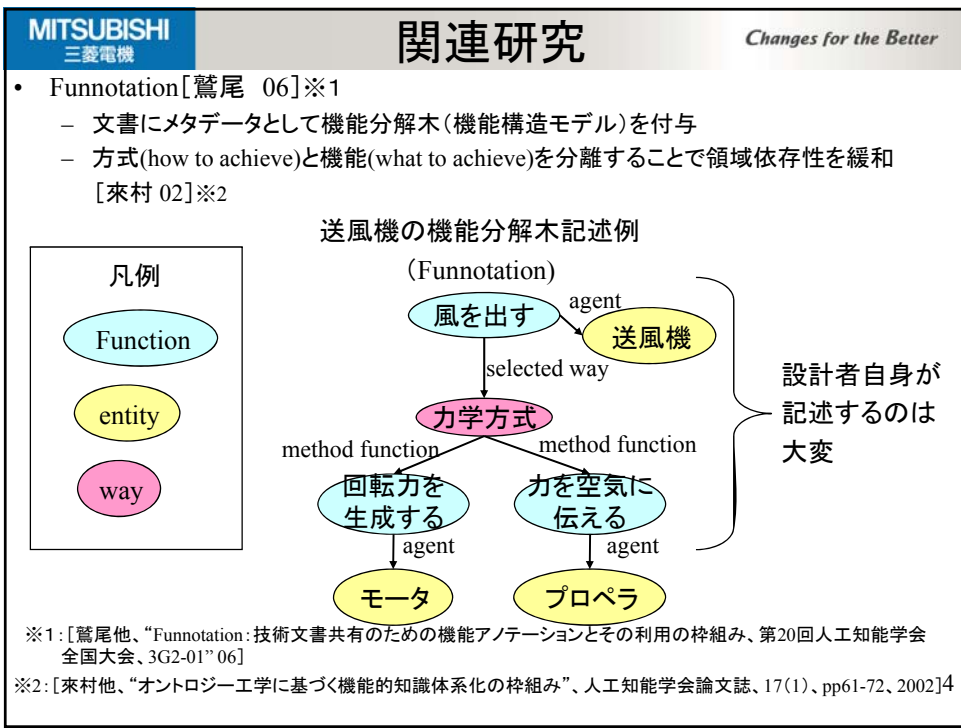 MITSUBISHI
三菱電機
関連研究
Changes for the Better
• Funnotation[鷲尾 06]※1
– 文書にメタデータとして機能分解木(機能構造モデル)を付与
– 方式(how to achieve)と機能(what to achieve)を分離することで領域依存性を緩和
[來村 02]※2
送風機の機能分解木記述例
(Funnotation)
凡例
Function
entity
way
風を出す
agent
送風機
selected way
力学方式
method function
method function
回転力を
生成する
力を空気に
伝える
agent
agent
モータ
プロペラ
設計者自身が
記述するのは
大変
※1:[鷲尾他、“Funnotation:技術文書共有のための機能アノテーションとその利用の枠組み、第20回人工知能学会
全国大会、3G2-01” 06]
※2:[來村他、“オントロジー工学に基づく機能的知識体系化の枠組み”、人工知能学会論文誌、17(1)、pp61-72、2002]4